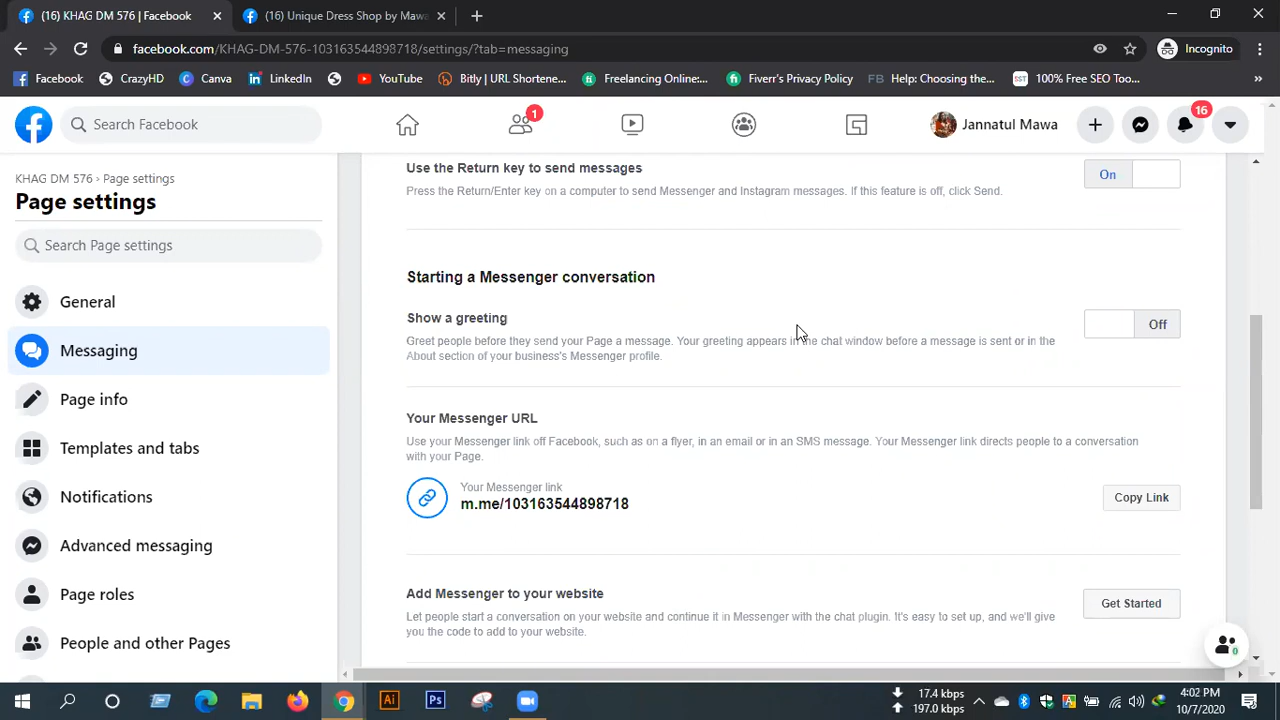 (16) KHAG DM 576 | Facebook
(16) Unique Dress Shop by Mawa
facebook.com/KHAG-DM-576-103163544898718/settings/?tab=messaging
Incognito
Facebook
CrazyHD
Canva
LinkedIn
YouTube
Bitly | URL Shortene...
Freelancing Online:...
Fiverr's Privacy Policy
FB Help: Choosing the...
SST 100% Free SEO Too...
»
Search Facebook
1
Jannatul Mawa
16
KHAG DM 576 › Page settings
Page settings
Search Page settings
General
Messaging
Page info
Templates and tabs
Notifications
Advanced messaging
Page roles
People and other Pages
Use the Return key to send messages
Press the Return/Enter key on a computer to send Messenger and Instagram messages. If this feature is off, click Send.
On
Starting a Messenger conversation
Show a greeting
Greet people before they send your Page a message. Your greeting appears in the chat window before a message is sent or in the
About section of your business's Messenger profile.
Off
Your Messenger URL
Use your Messenger link off Facebook, such as on a flyer, in an email or in an SMS message. Your Messenger link directs people to a conversation
with your Page.
Your Messenger link
m.me/103163544898718
Copy Link
Add Messenger to your website
Let people start a conversation on your website and continue it in Messenger with the chat plugin. It's easy to set up, and we'll give
you the code to add to your website.
Get Started
0
Ai
Ps
17.4 kbps
197.0 kbps
4:02 PM
10/7/2020